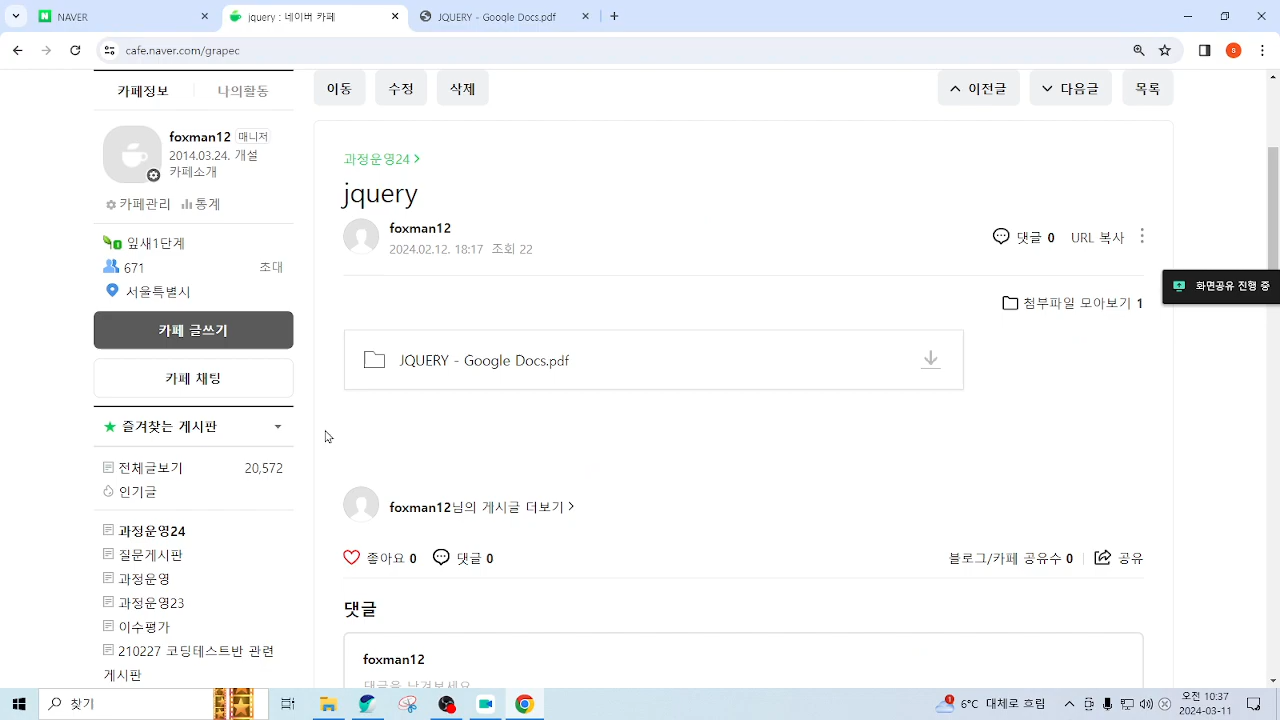 NAVER
jquery : 네이버 카페
JQUERY - Google Docs.pdf
cafe.naver.com/grapec
카페정보 나의활동
foxman12 매니저
2014.03.24. 개설
카페소개
카페관리 통계
잎새1단계
671 초대
서울특별시
카페 글쓰기
카페 채팅
즐겨찾는 게시판
전체글보기 20,572
인기글
과정운영24
질문게시판
과정운영
과정운영23
이수평가
210227 코딩테스트반 관련
게시판
이동 수정 삭제
이전글 다음글 목록
과정운영24 >
jquery
foxman12
2024.02.12. 18:17 조회 22
댓글 0 URL 복사
첨부파일 모아보기 1
화면공유 진행 중
JQUERY - Google Docs.pdf
foxman12님의 게시글 더보기 >
좋아요 0 댓글 0
블로그/카페 공유수 0 공유
댓글
foxman12
댓글을 남겨보세요
찾기
6°C 대체로 흐림
오전 10:37
2024-03-11